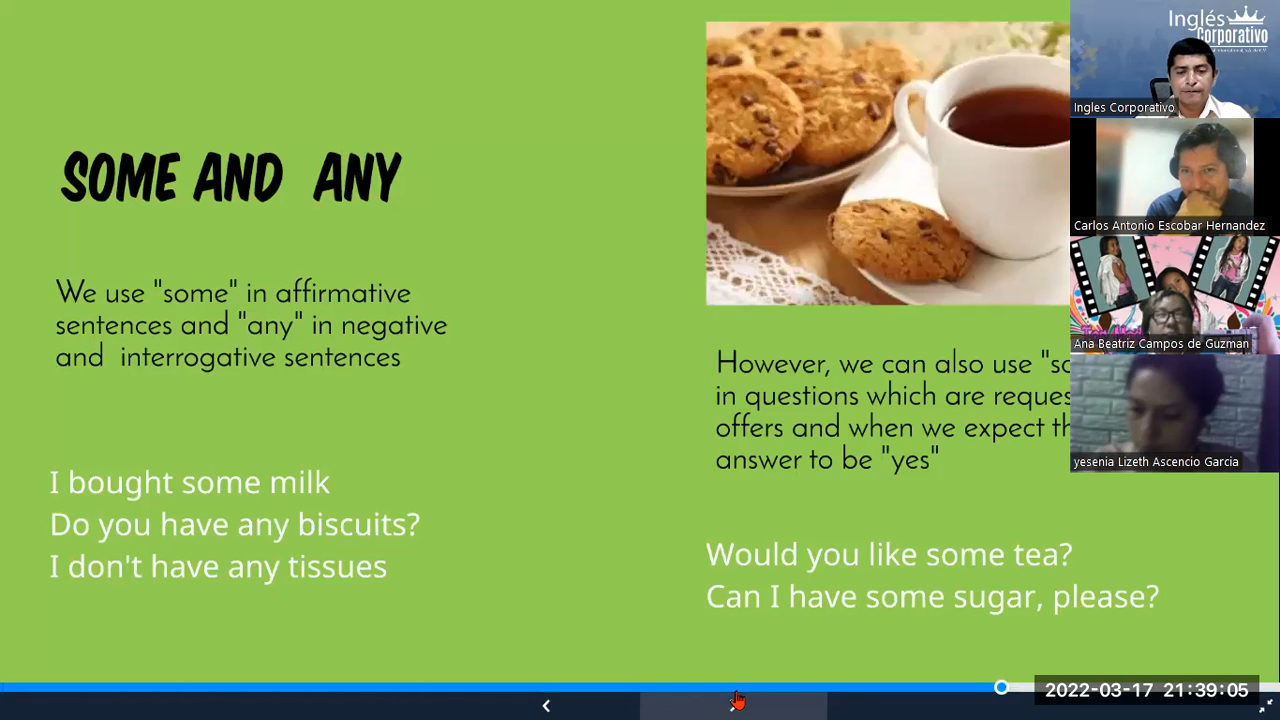 SOME AND ANY
We use "some" in affirmative
sentences and "any" in negative
and interrogative sentences
I bought some milk
Do you have any biscuits?
I don't have any tissues
However, we can also use
in questions which are
offers and when we expect
answer to be "yes"
Would you like some tea?
Can I have some sugar, please?
Inglés
Corporativo
Ingles Corporativo
Carlos Antonio Escobar Hernandez
Ana Beatriz Campos de Guzman
yesenia Lizeth Ascencio Garcia
2022-03-17 21:39:05